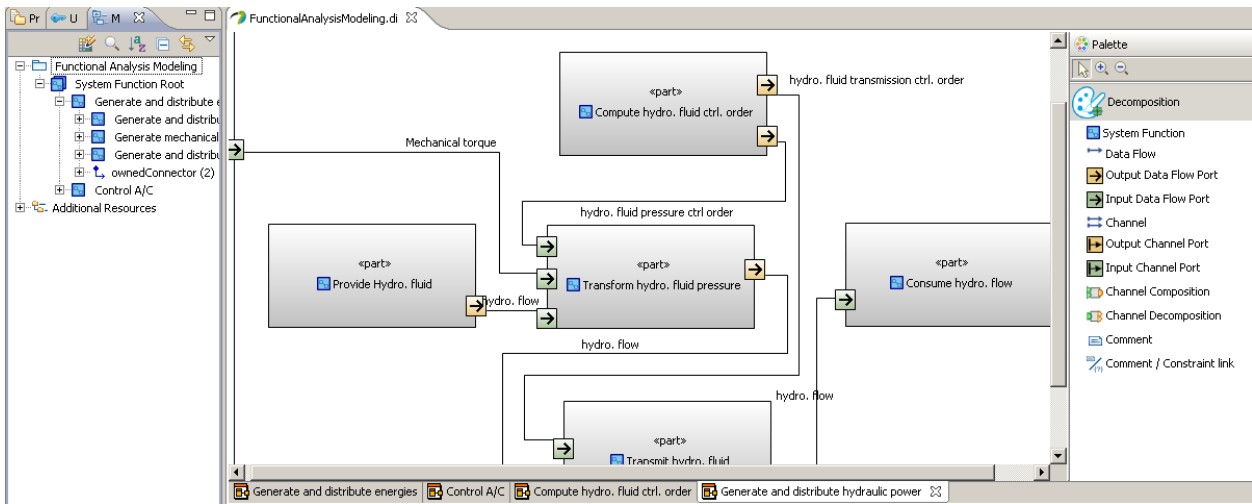 Pr
U
M
FunctionalAnalysisModeling.di
Functional Analysis Modeling
System Function Root
Generate and distribute e
Generate and distribu
Generate mechanical
Generate and distribu
ownedConnector (2)
Control A/C
Additional Resources
hydro. fluid transmission ctrl. order
«part»
Compute hydro. fluid ctrl. order
Mechanical torque
hydro. fluid pressure ctrl order
«part»
Provide Hydro. fluid
hydro. flow
«part»
Transform hydro. fluid pressure
«part»
Consume hydro. flow
hydro. flow
hydro. flow
«part»
Transmit hydro. fluid
Palette
Decomposition
System Function
Data Flow
Output Data Flow Port
Input Data Flow Port
Channel
Output Channel Port
Input Channel Port
Channel Composition
Channel Decomposition
Comment
Comment / Constraint link
Generate and distribute energies
Control A/C
Compute hydro. fluid ctrl. order
Generate and distribute hydraulic power